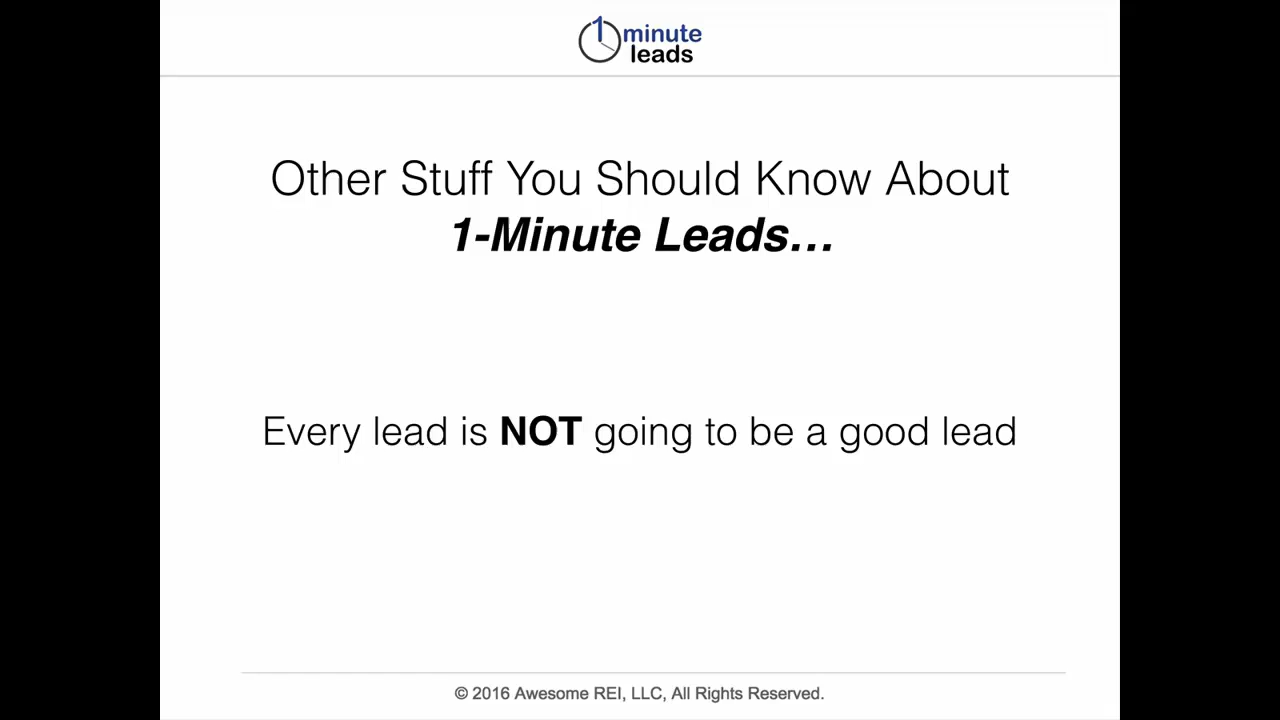 1 minute
leads
Other Stuff You Should Know About
1-Minute Leads...
Every lead is NOT going to be a good lead
© 2016 Awesome REI, LLC, All Rights Reserved.